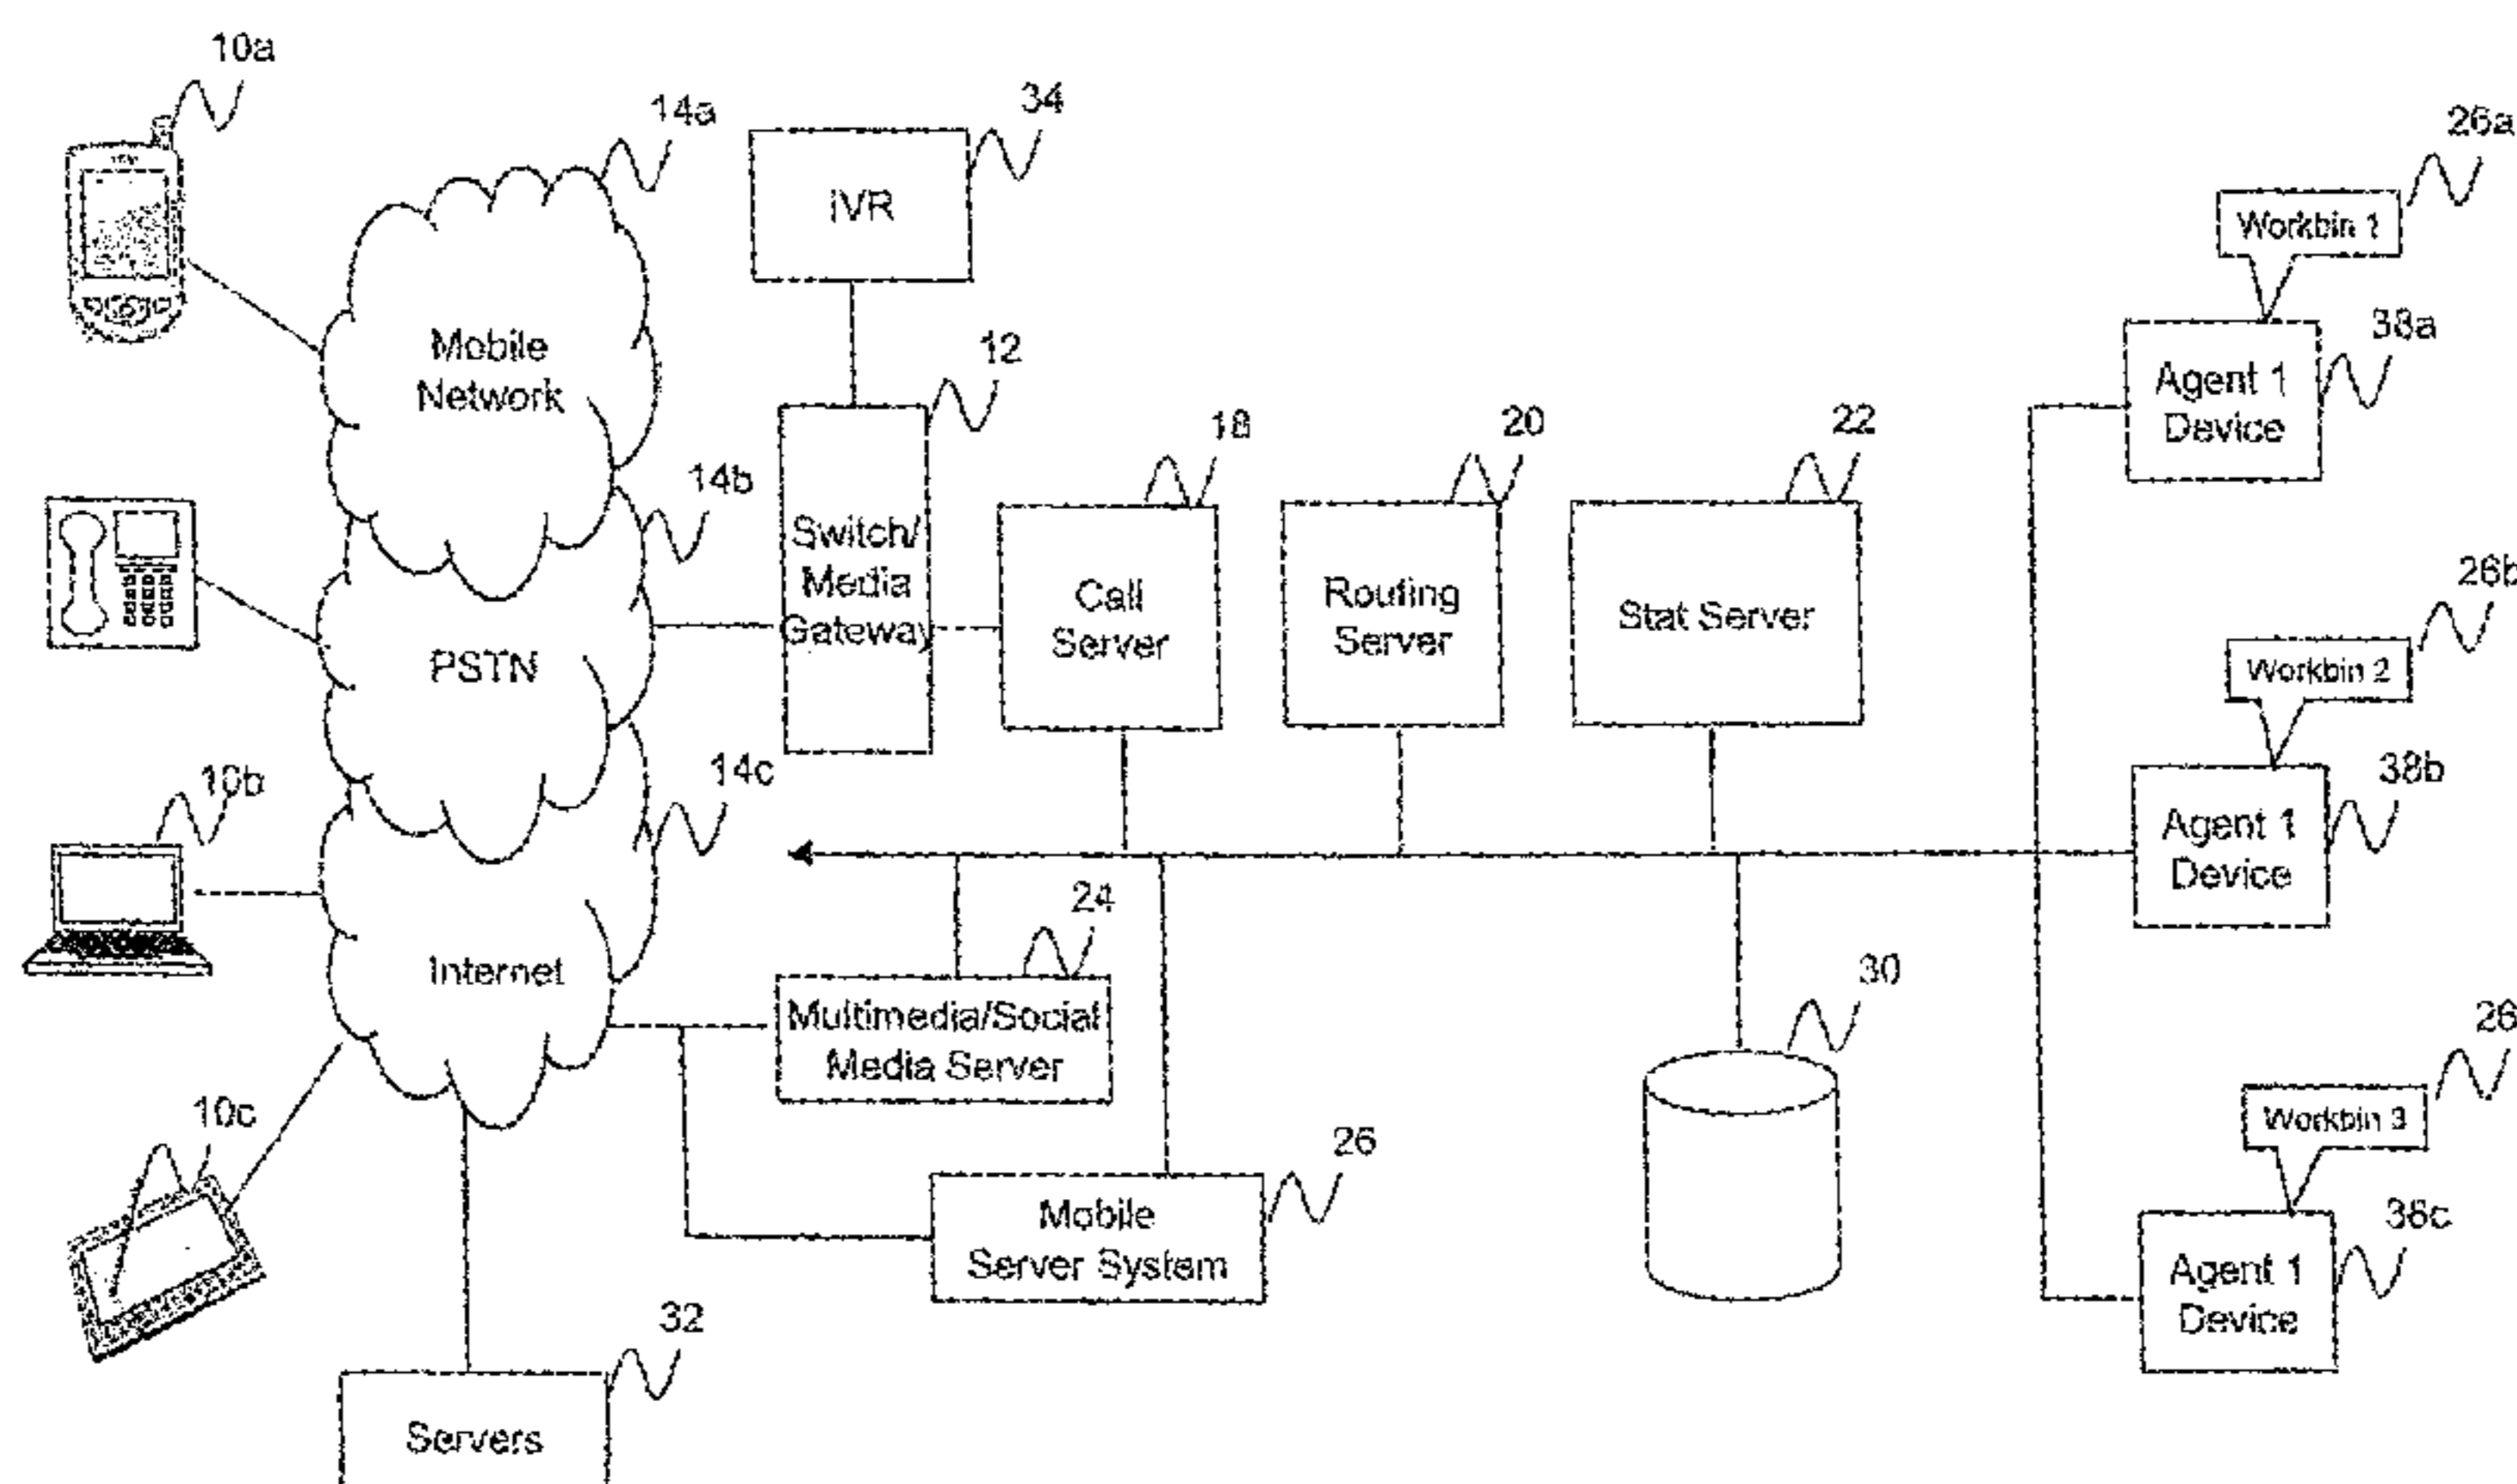 10a
14a
34
26a
IVR
Workbin 1
38a
Mobile
Network
12
Agent 1
Device
18
20
22
14b
Switch/
Media
Gateway
Call
Server
Routing
Server
Stat Server
26b
Workbin 2
PSTN
10b
14c
38b
Agent 1
Device
24
Internet
30
26
Multimedia/Social
Media Server
Workbin 3
10c
26
38c
Mobile
Server System
Agent 1
Device
32
Servers